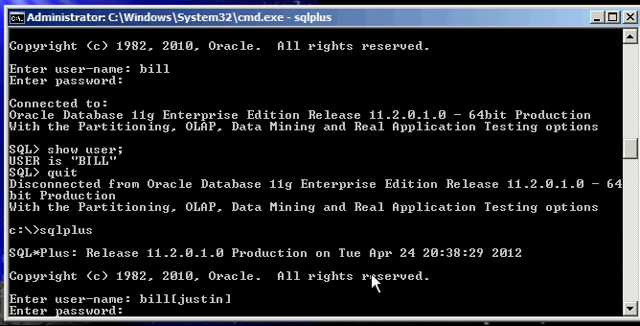 Administrator: C:\Windows\System32\cmd.exe - sqlplus
Copyright (c) 1982, 2010, Oracle.  All rights reserved.
Enter user-name: bill
Enter password:
Connected to:
Oracle Database 11g Enterprise Edition Release 11.2.0.1.0 - 64bit Production
With the Partitioning, OLAP, Data Mining and Real Application Testing options
SQL> show user;
USER is "BILL"
SQL> quit
Disconnected from Oracle Database 11g Enterprise Edition Release 11.2.0.1.0 - 64
bit Production
With the Partitioning, OLAP, Data Mining and Real Application Testing options
c:\>sqlplus
SQL*Plus: Release 11.2.0.1.0 Production on Tue Apr 24 20:38:29 2012
Copyright (c) 1982, 2010, Oracle.  All rights reserved.
Enter user-name: bill[justin]
Enter password: